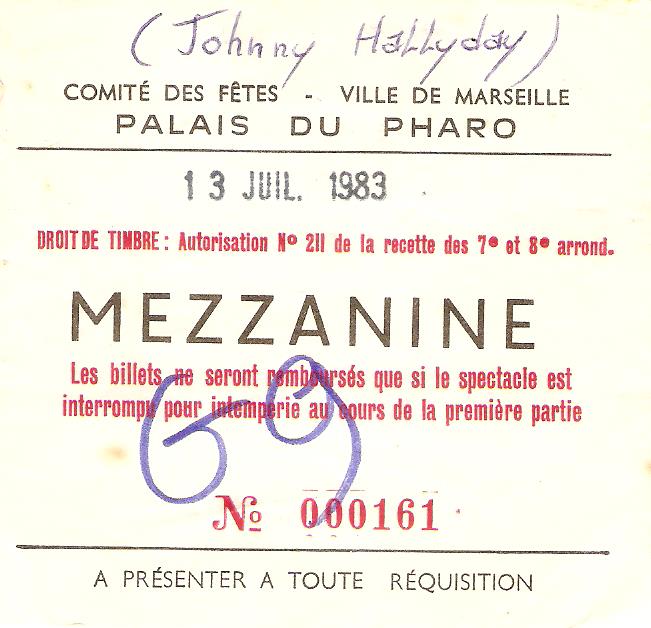 (Johnny Hallyday)
COMITÉ DES FÊTES - VILLE DE MARSEILLE
PALAIS DU PHARO
13 JUIL. 1983
DROIT DE TIMBRE : Autorisation Nº 211 de la recette des 7e et 8e arrond.
MEZZANINE
Les billets ne seront remboursés que si le spectacle est
interrompu pour intemperie au cours de la première partie
Nº 000161
A PRÉSENTER A TOUTE RÉQUISITION